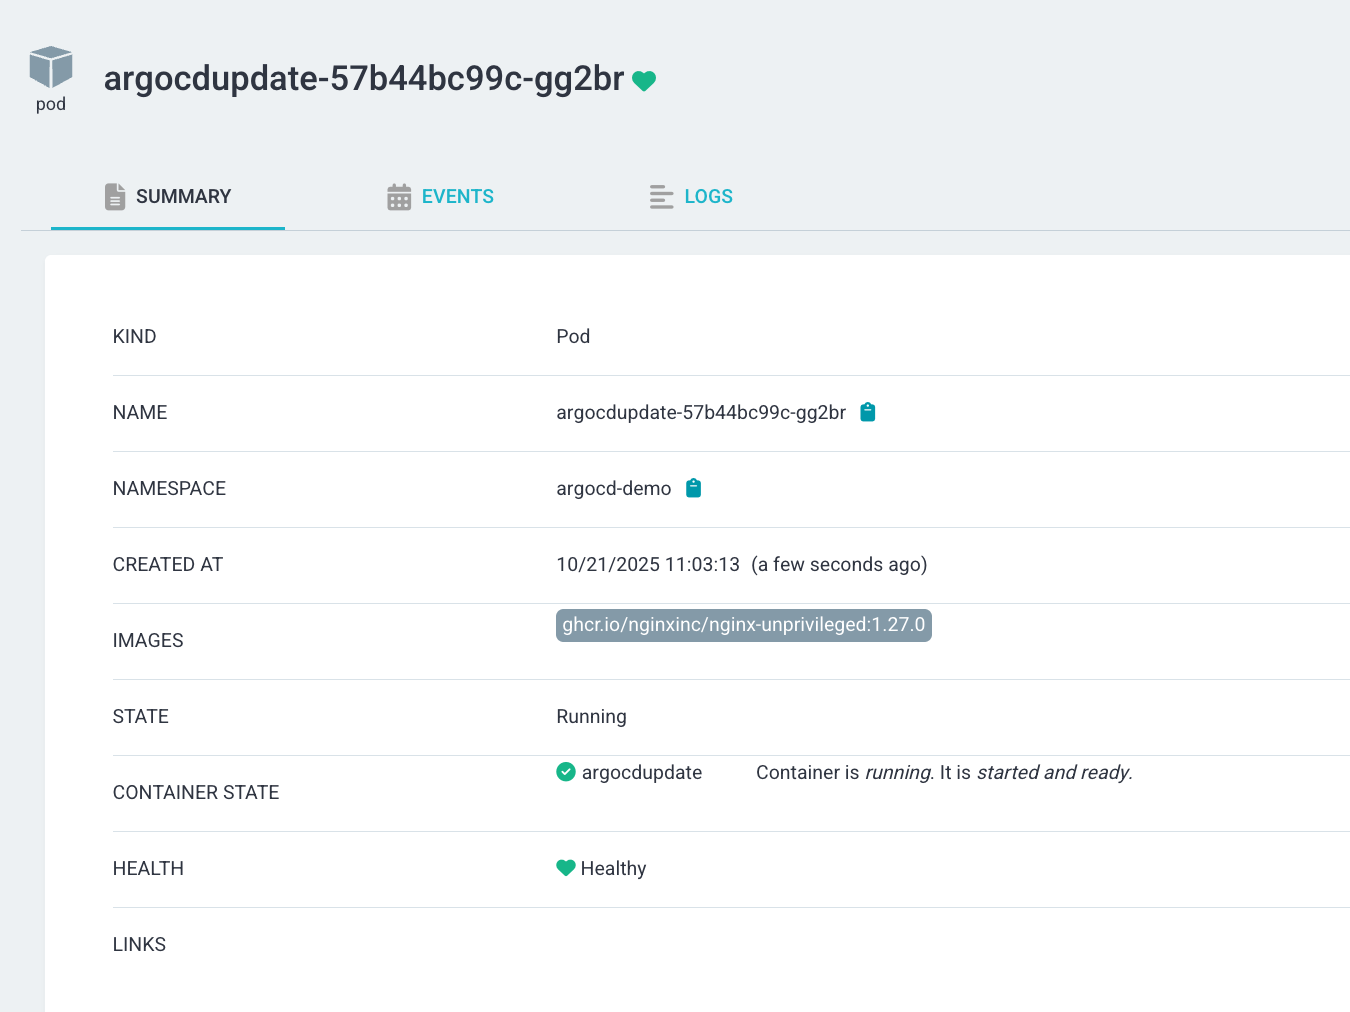 pod
argocdupdate-57b44bc99c-gg2br
SUMMARY EVENTS LOGS
KIND Pod
NAME argocdupdate-57b44bc99c-gg2br
NAMESPACE argocd-demo
CREATED AT 10/21/2025 11:03:13 (a few seconds ago)
IMAGES ghcr.io/nginxinc/nginx-unprivileged:1.27.0
STATE Running
CONTAINER STATE argocdupdate Container is running. It is started and ready.
HEALTH Healthy
LINKS